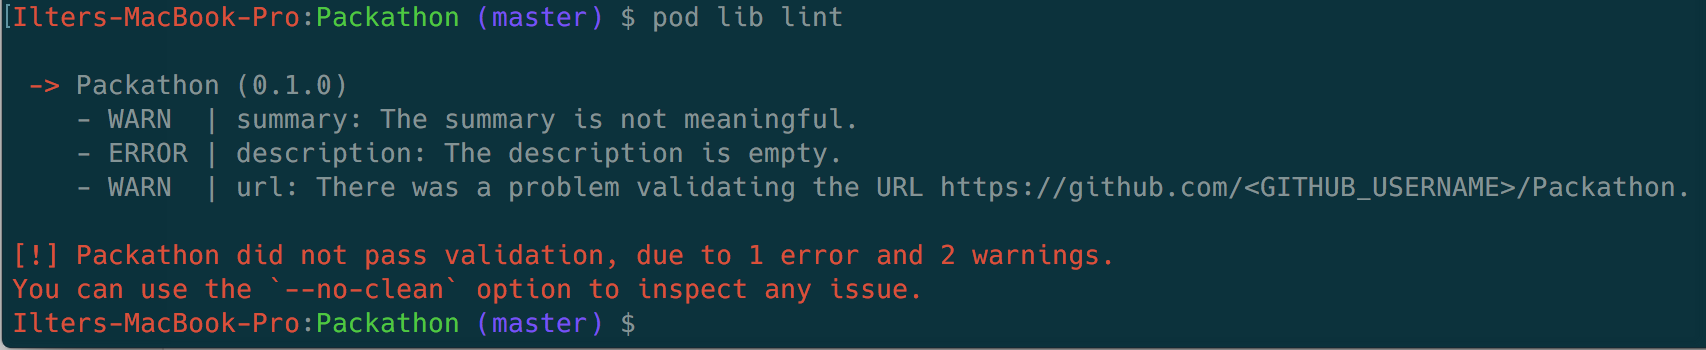 [Ilters-MacBook-Pro:Packathon (master) $ pod lib lint
-> Packathon (0.1.0)
- WARN | summary: The summary is not meaningful.
- ERROR | description: The description is empty.
- WARN | url: There was a problem validating the URL https://github.com/<GITHUB_USERNAME>/Packathon.
[!] Packathon did not pass validation, due to 1 error and 2 warnings.
You can use the `--no-clean` option to inspect any issue.
Ilters-MacBook-Pro:Packathon (master) $